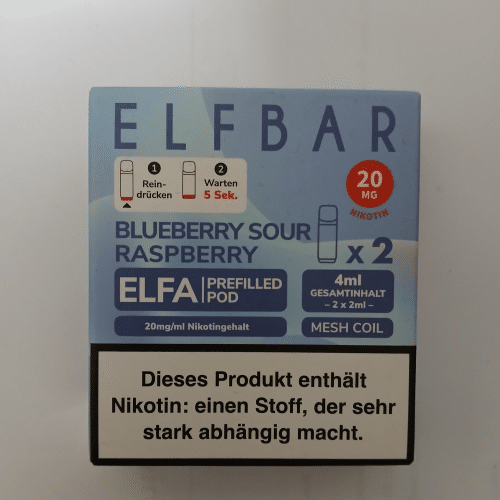 ELFBAR
1 2
Rein-
drücken
Warten
5 Sek.
20
MG
NIKOTIN
BLUEBERRY SOUR
RASPBERRY
x 2
ELFA PREFILLED
POD
4ml
GESAMTINHALT
– 2 x 2ml –
20mg/ml Nikotingehalt
MESH COIL
Dieses Produkt enthält
Nikotin: einen Stoff, der sehr
stark abhängig macht.